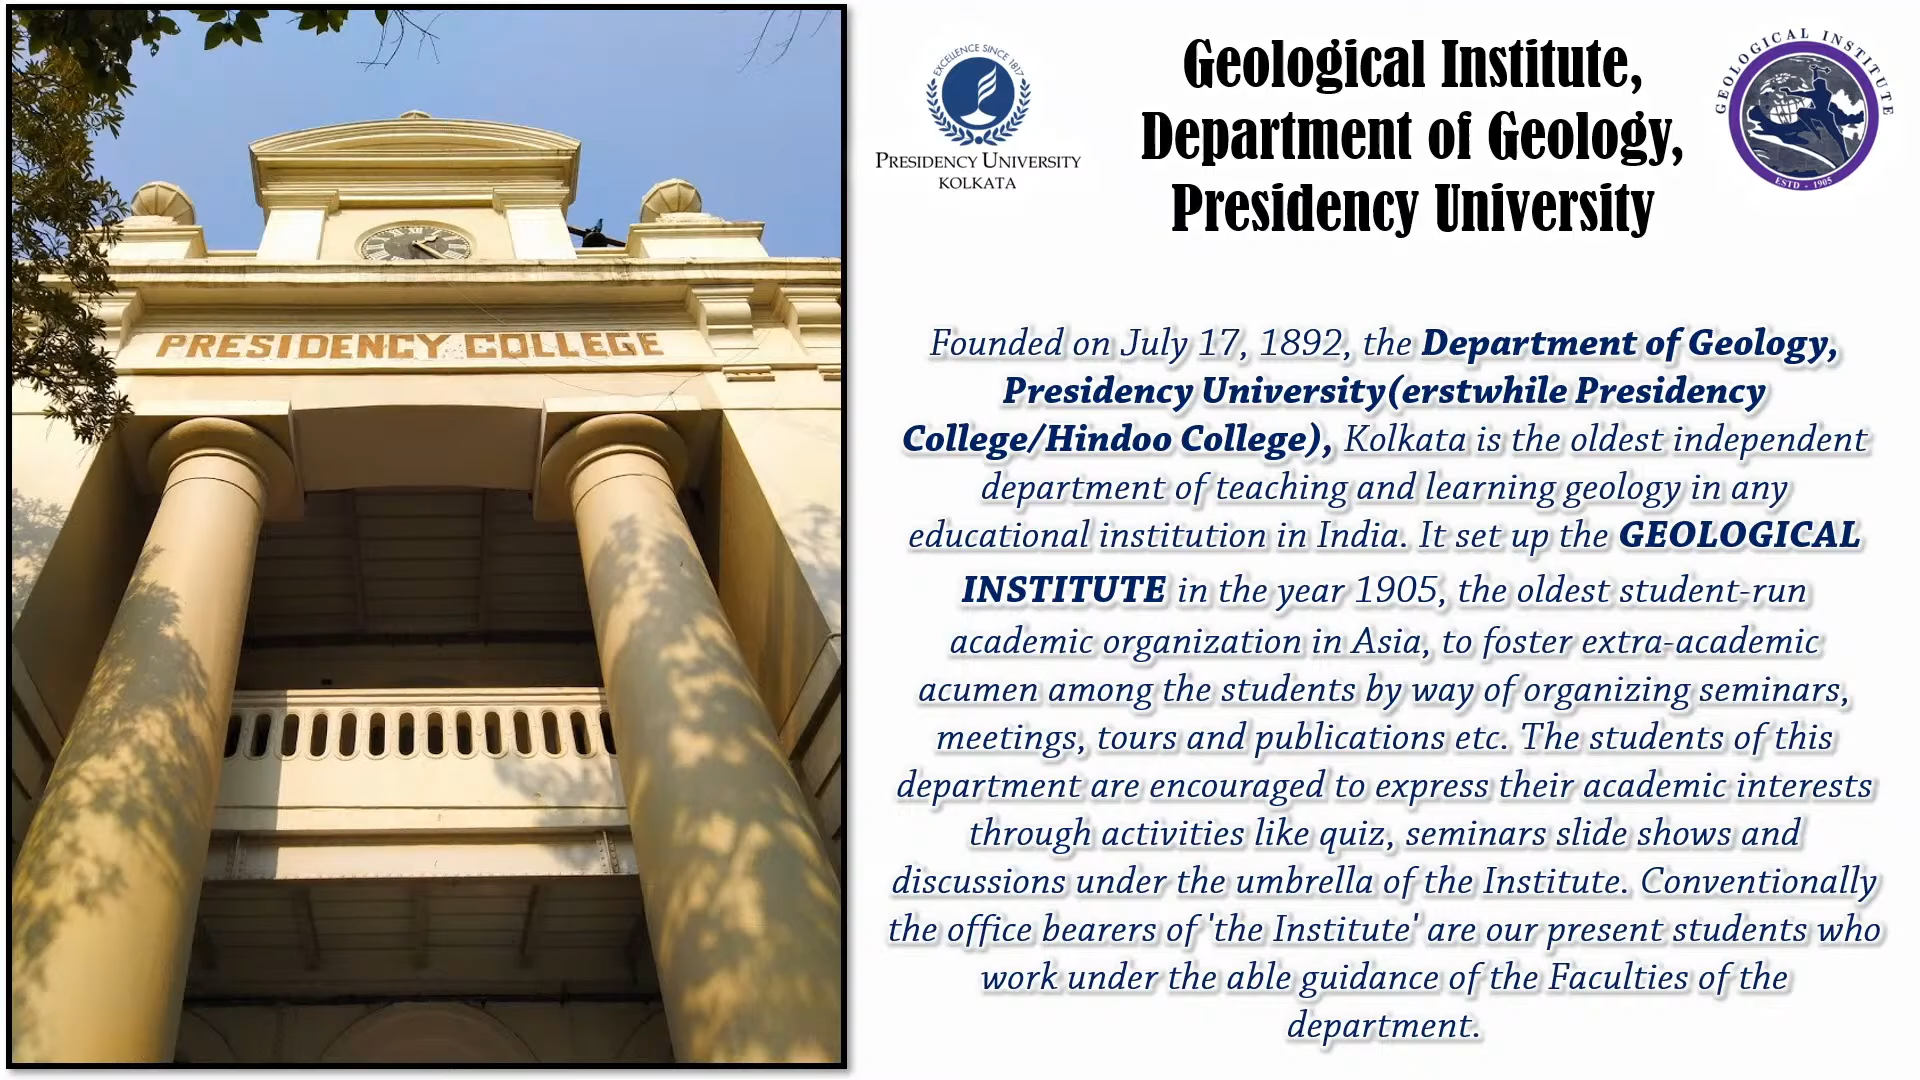 PRESIDENCY COLLEGE
EXCELLENCE SINCE 1817
PRESIDENCY UNIVERSITY
KOLKATA
Geological Institute,
Department of Geology,
Presidency University
GEOLOGICAL INSTITUTE
ESTD - 1905
Founded on July 17, 1892, the Department of Geology,
Presidency University(erstwhile Presidency
College/Hindoo College), Kolkata is the oldest independent
department of teaching and learning geology in any
educational institution in India. It set up the GEOLOGICAL
INSTITUTE in the year 1905, the oldest student-run
academic organization in Asia, to foster extra-academic
acumen among the students by way of organizing seminars,
meetings, tours and publications etc. The students of this
department are encouraged to express their academic interests
through activities like quiz, seminars slide shows and
discussions under the umbrella of the Institute. Conventionally
the office bearers of 'the Institute' are our present students who
work under the able guidance of the Faculties of the
department.